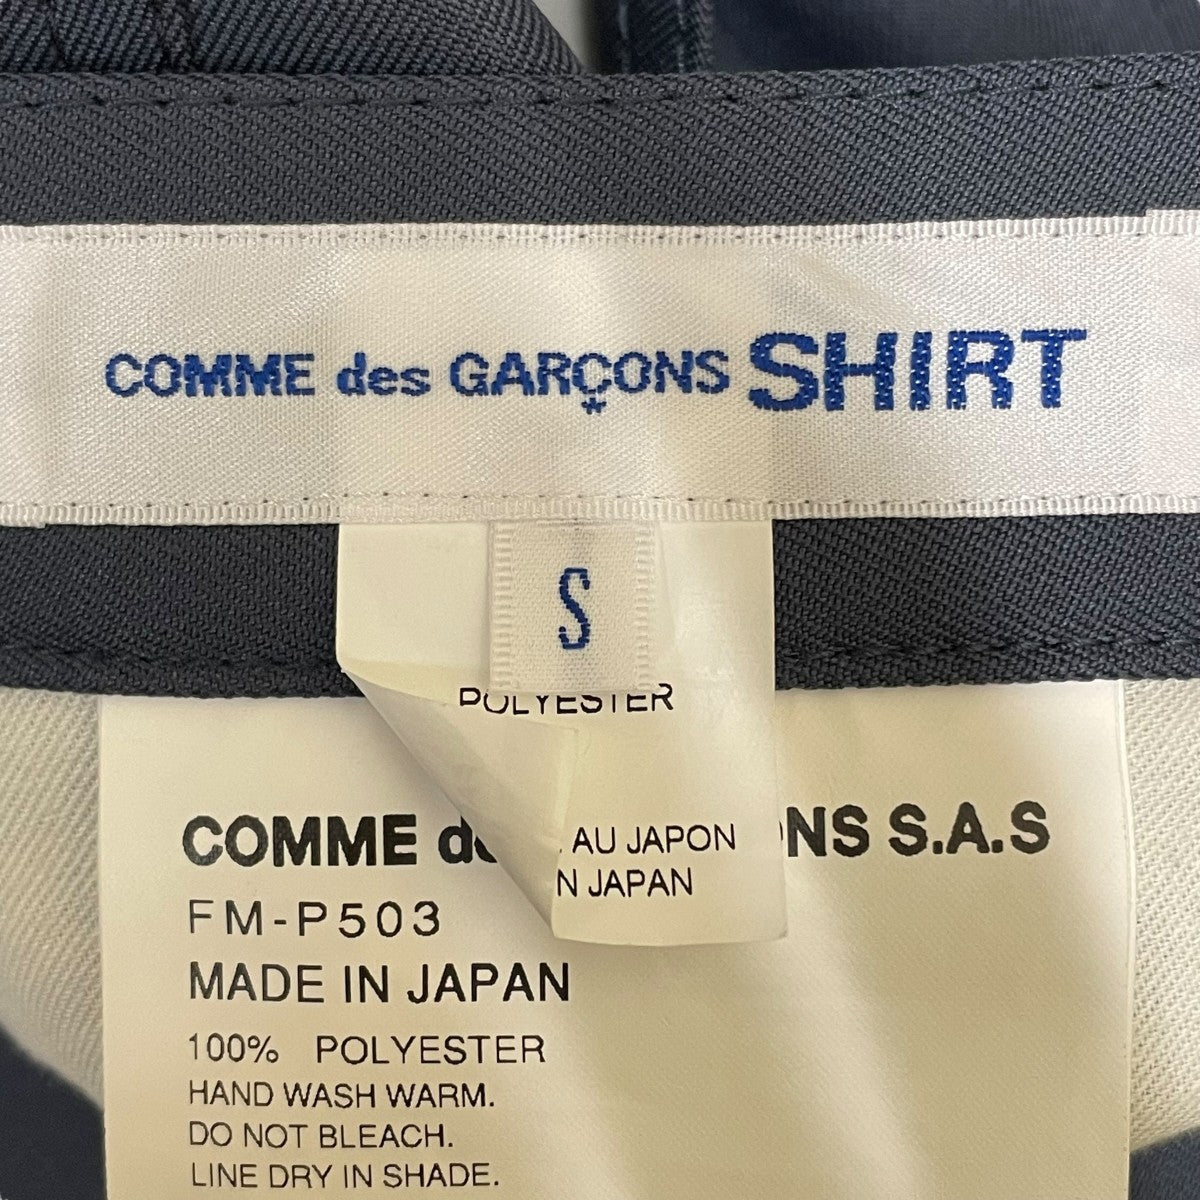 COMME des GARÇONS SHIRT
S
POLYESTER
AU JAPON
JAPAN
COMME NS S.A.S
FM-P503
MADE IN JAPAN
100% POLYESTER
HAND WASH WARM.
DO NOT BLEACH.
LINE DRY IN SHADE.